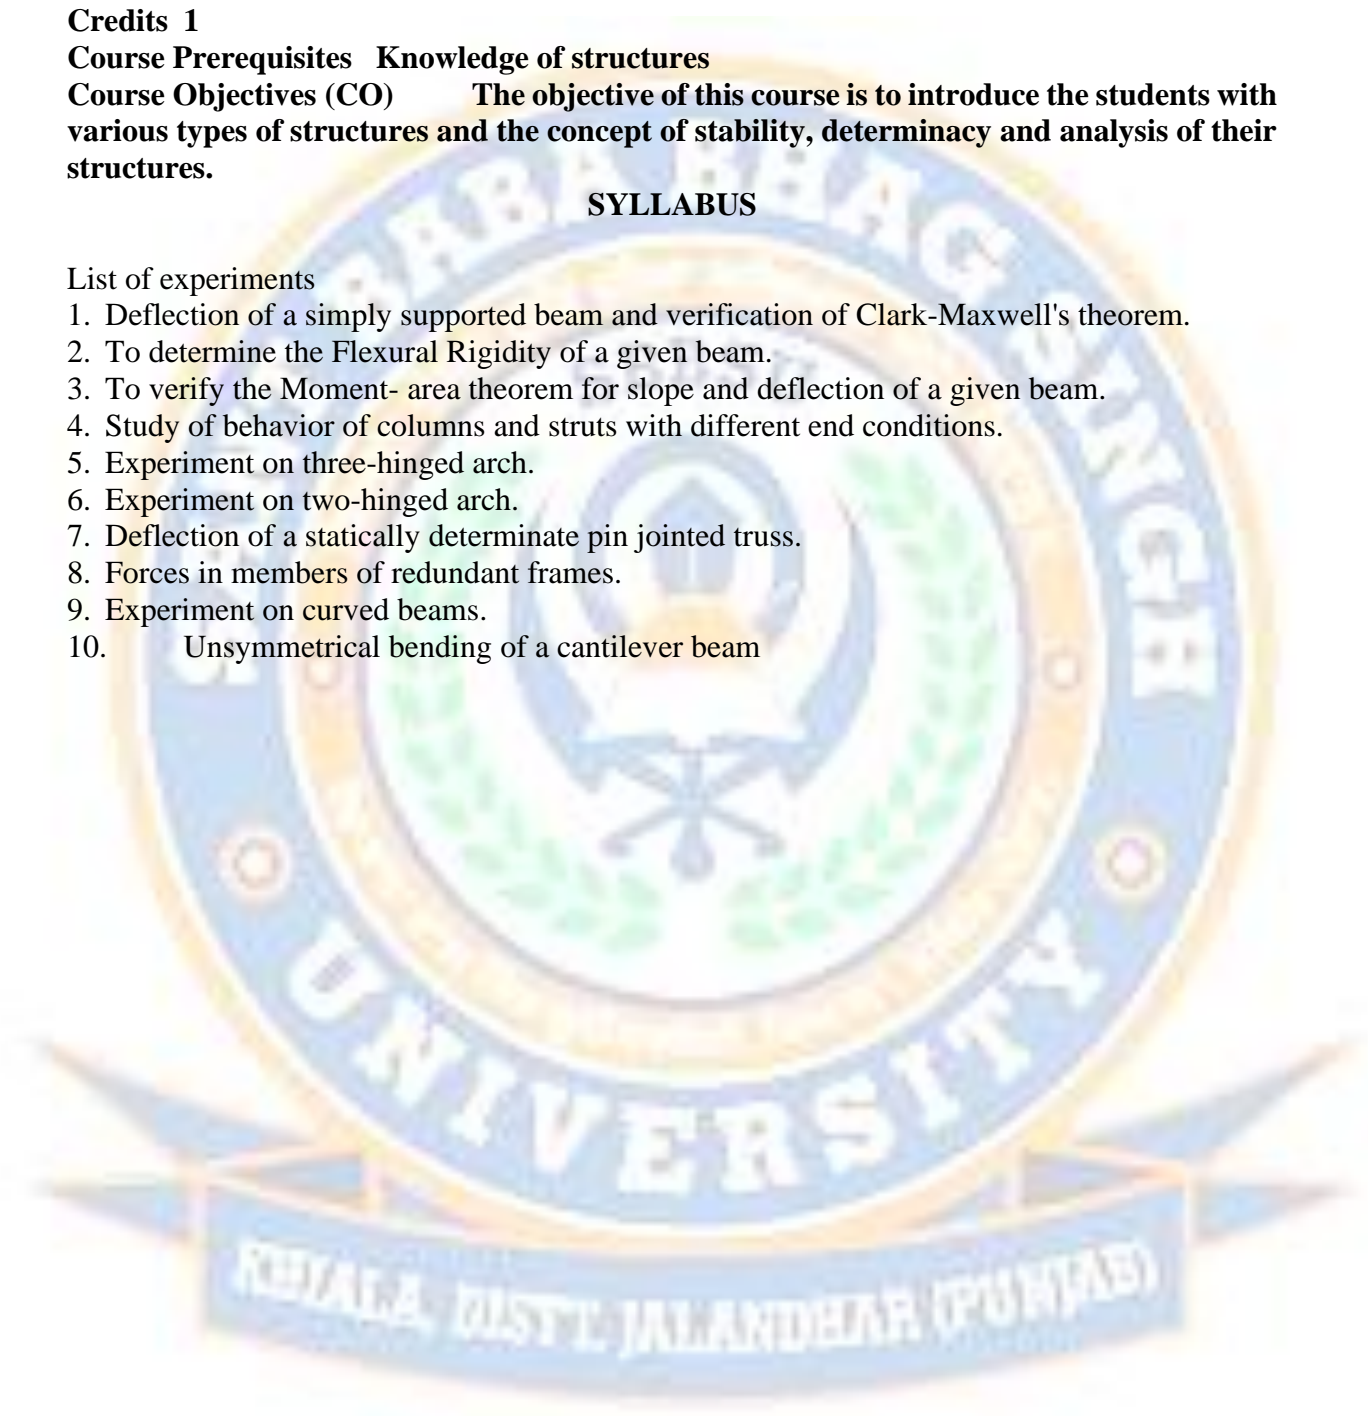 Credits 1
Course Prerequisites Knowledge of structures
Course Objectives (CO) The objective of this course is to introduce the students with
various types of structures and the concept of stability, determinacy and analysis of their
structures.
SYLLABUS
List of experiments
1. Deflection of a simply supported beam and verification of Clark-Maxwell's theorem.
2. To determine the Flexural Rigidity of a given beam.
3. To verify the Moment- area theorem for slope and deflection of a given beam.
4. Study of behavior of columns and struts with different end conditions.
5. Experiment on three-hinged arch.
6. Experiment on two-hinged arch.
7. Deflection of a statically determinate pin jointed truss.
8. Forces in members of redundant frames.
9. Experiment on curved beams.
10. Unsymmetrical bending of a cantilever beam
BABA BHAG SINGH
UNIVERSITY
KHIALA, DISTT. JALANDHAR (PUNJAB)